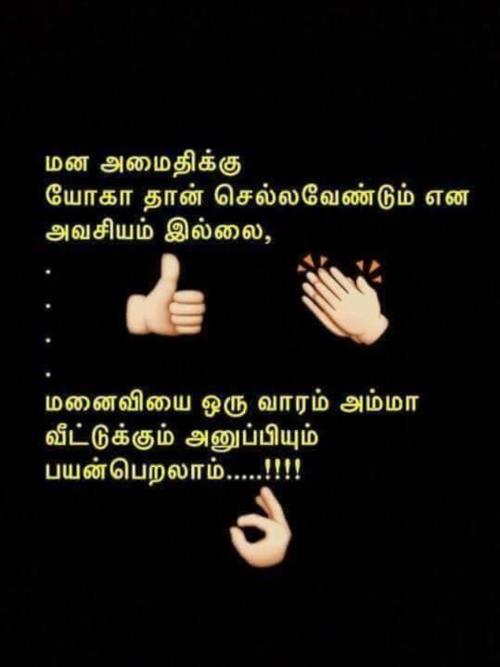 மன அமைதிக்கு
யோகா தான் செல்லவேண்டும் என
அவசியம் இல்லை,
.
.
.
.
மனைவியை ஒரு வாரம் அம்மா
வீட்டுக்கும் அனுப்பியும்
பயன்பெறலாம்.....!!!!